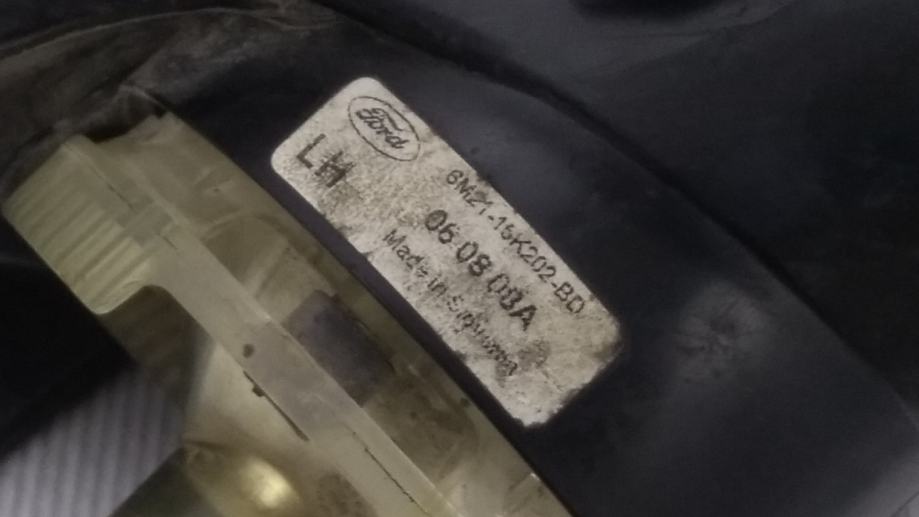 Ford
LH
6M21-15K202-BD
06 08 08A
Made in